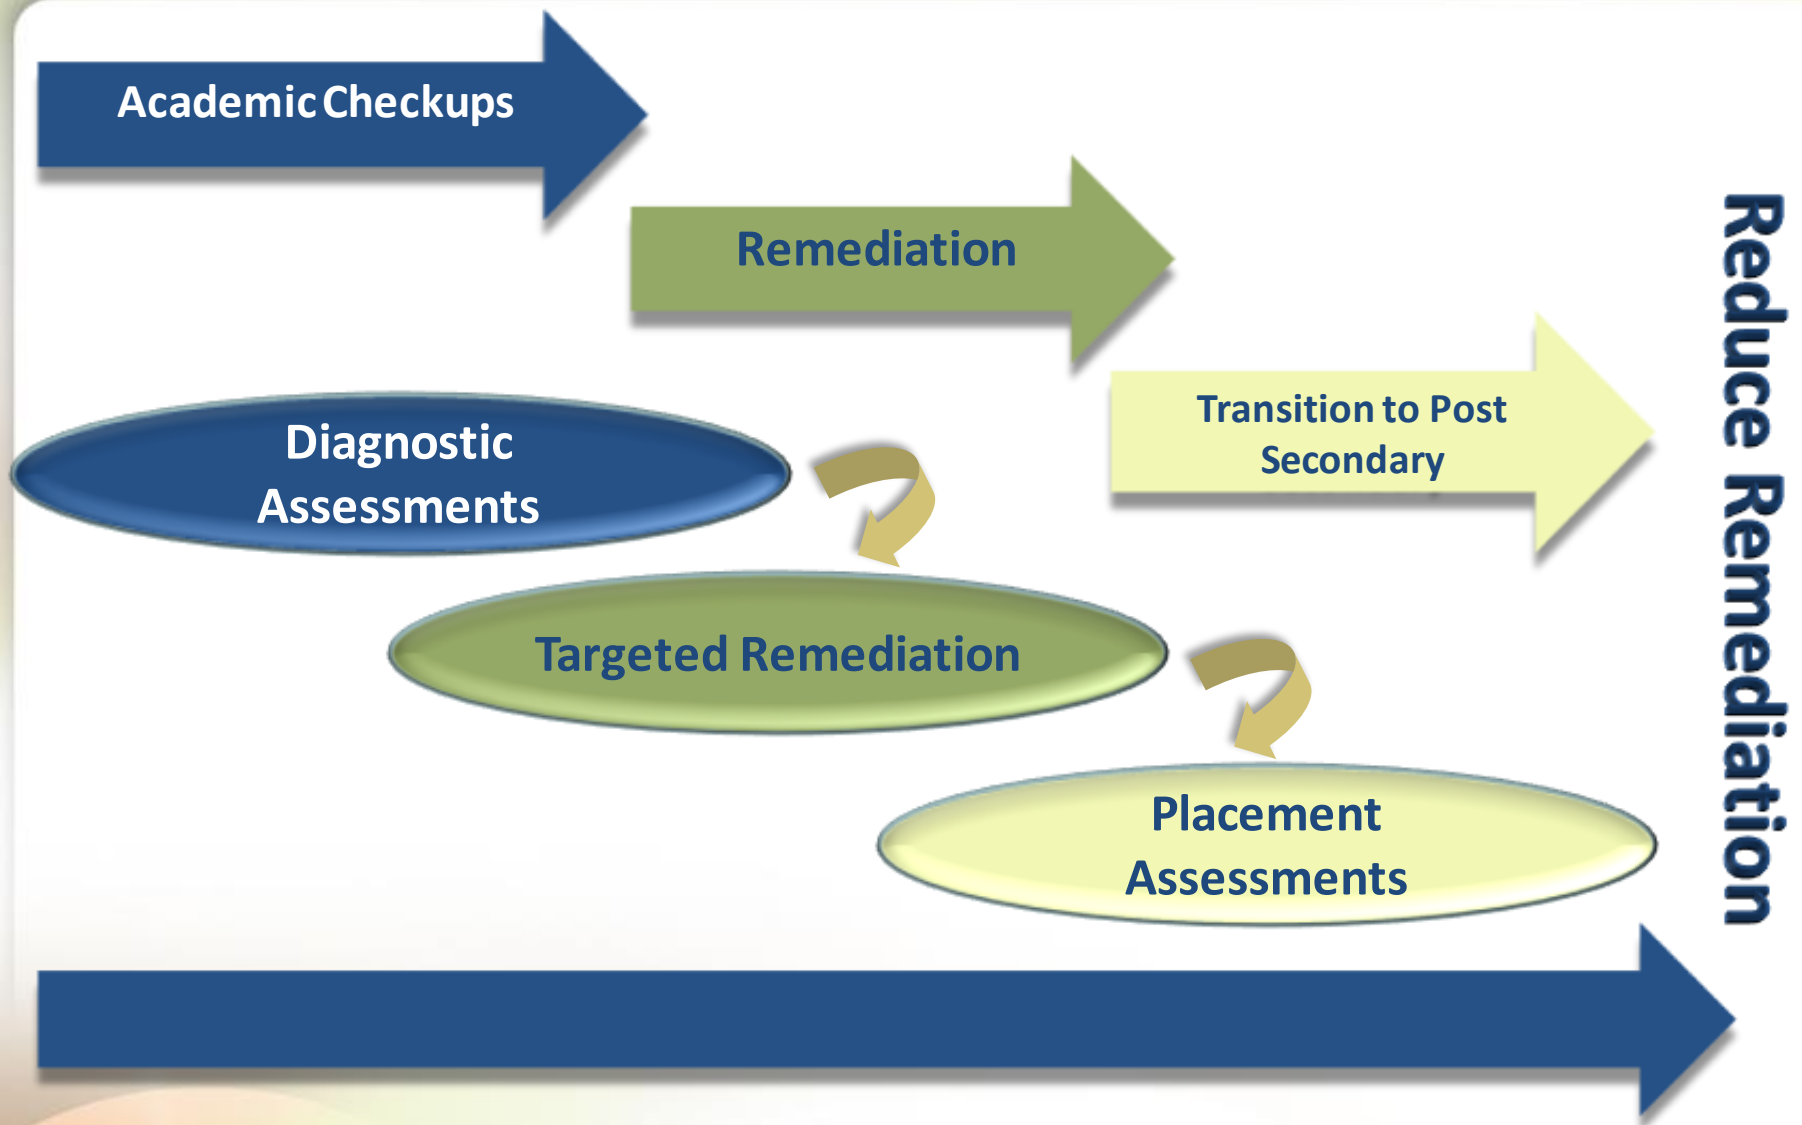 Academic Checkups
Remediation
Transition to Post
Secondary
Diagnostic
Assessments
Targeted Remediation
Placement
Assessments
Reduce Remediation